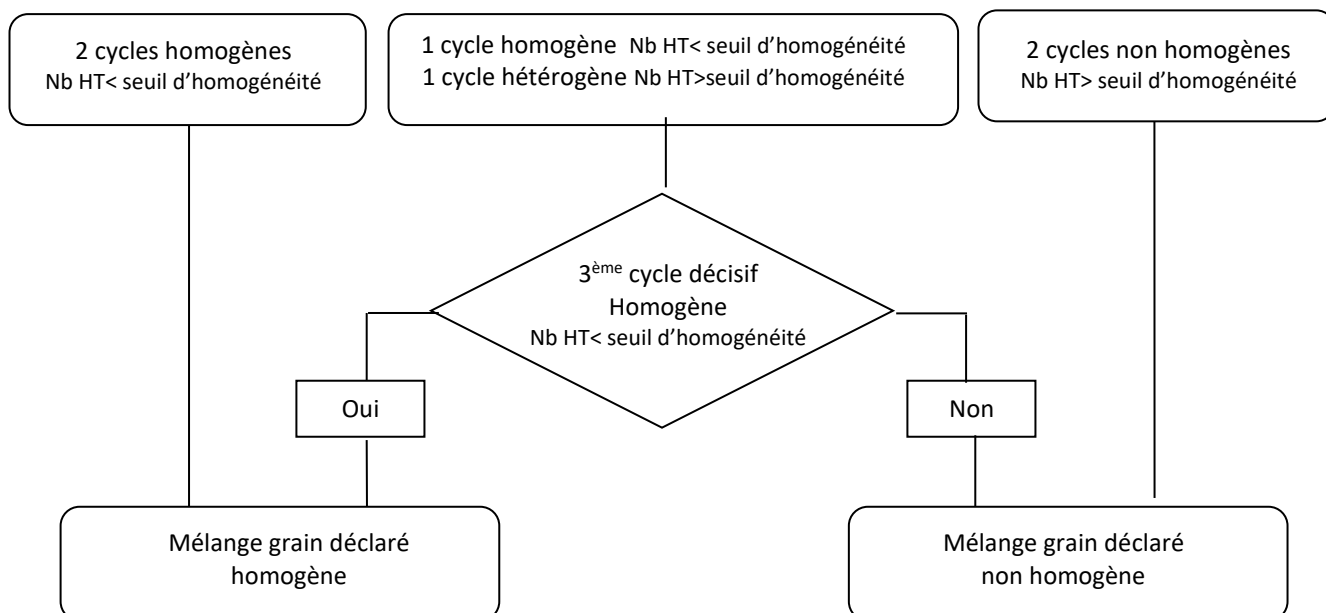 2 cycles homogènes
Nb HT< seuil d’homogénéité
1 cycle homogène Nb HT< seuil d’homogénéité
1 cycle hétérogène Nb HT>seuil d’homogénéité
2 cycles non homogènes
Nb HT> seuil d’homogénéité
3ème cycle décisif
Homogène
Nb HT< seuil d’homogénéité
Oui
Non
Mélange grain déclaré
homogène
Mélange grain déclaré
non homogène